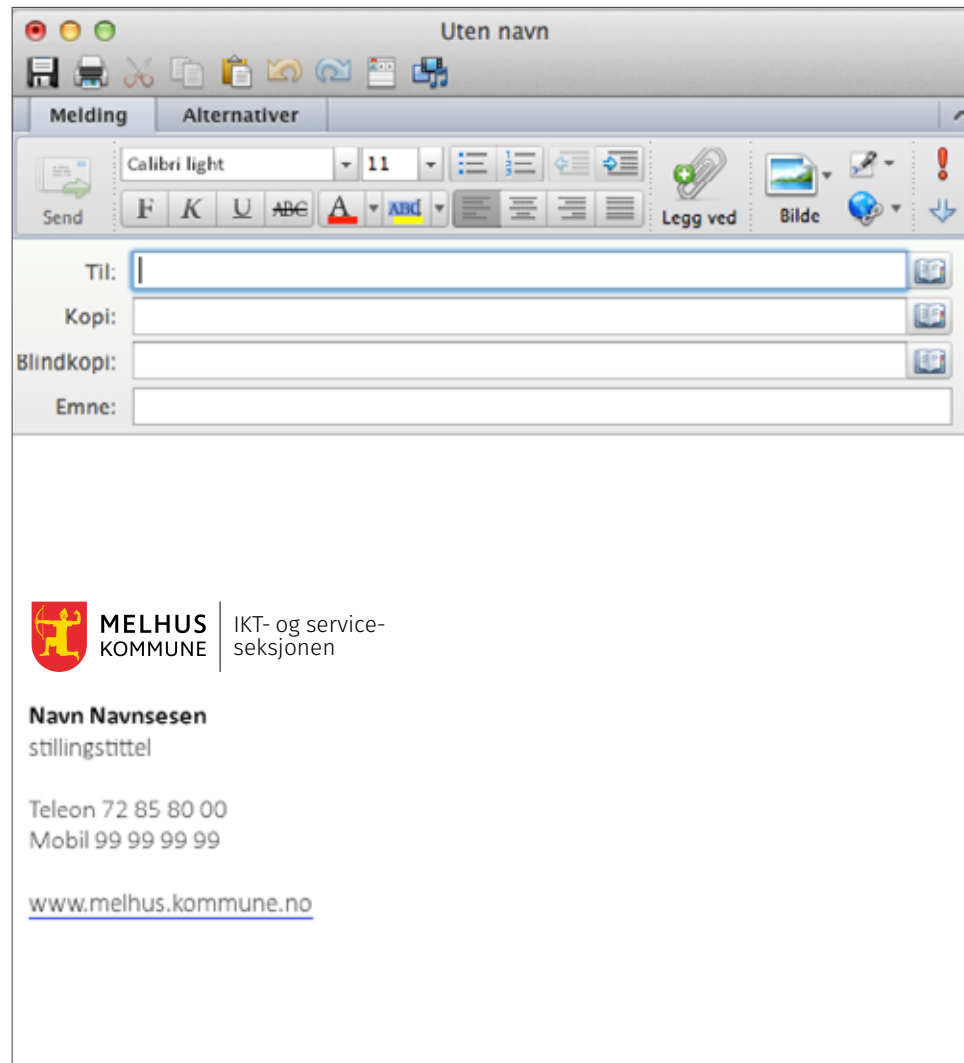 Uten navn
Melding Alternativer
Calibri light 11
Send F K U ABC A ABC Legg ved Bilde
Til:
Kopi:
Blindkopi:
Emne:
MELHUS KOMMUNE
IKT- og service-
seksjonen
Navn Navnsesen
stillingstittel
Teleon 72 85 80 00
Mobil 99 99 99 99
www.melhus.kommune.no